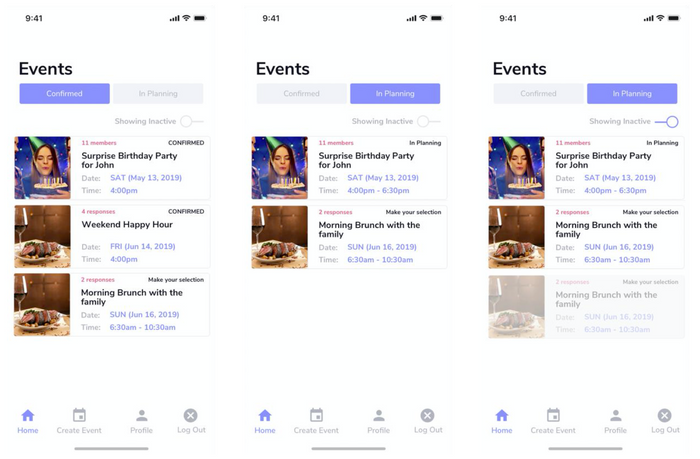 9:41
Events
Confirmed
In Planning
Showing Inactive
11 members
CONFIRMED
Surprise Birthday Party
for John
Date: SAT (May 13, 2019)
Time: 4:00pm
4 responses
CONFIRMED
Weekend Happy Hour
Date: FRI (Jun 14, 2019)
Time: 4:00pm
2 responses
Make your selection
Morning Brunch with the
family
Date: SUN (Jun 16, 2019)
Time: 6:30am - 10:30am
Home
Create Event
Profile
Log Out
9:41
Events
Confirmed
In Planning
Showing Inactive
11 members
In Planning
Surprise Birthday Party
for John
Date: SAT (May 13, 2019)
Time: 4:00pm - 6:30pm
2 responses
Make your selection
Morning Brunch with the
family
Date: SUN (Jun 16, 2019)
Time: 6:30am - 10:30am
Home
Create Event
Profile
Log Out
9:41
Events
Confirmed
In Planning
Showing Inactive
11 members
In Planning
Surprise Birthday Party
for John
Date: SAT (May 13, 2019)
Time: 4:00pm - 6:30pm
2 responses
Make your selection
Morning Brunch with the
family
Date: SUN (Jun 16, 2019)
Time: 6:30am - 10:30am
2 responses
Make your selection
Morning Brunch with the
family
Date: SUN (Jun 16, 2019)
Time: 6:30am - 10:30am
Home
Create Event
Profile
Log Out